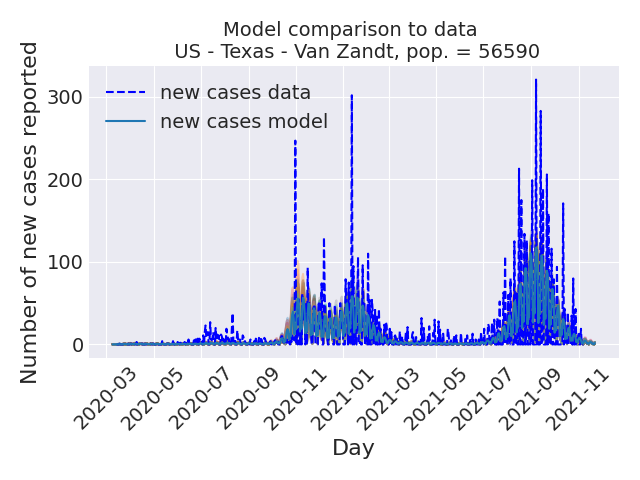 Model comparison to data
US - Texas - Van Zandt, pop. = 56590
Number of new cases reported
300
200
100
0
new cases data
new cases model
2020-03
2020-05
2020-07
2020-09
2020-11
2021-01
2021-03
2021-05
2021-07
2021-09
2021-11
Day